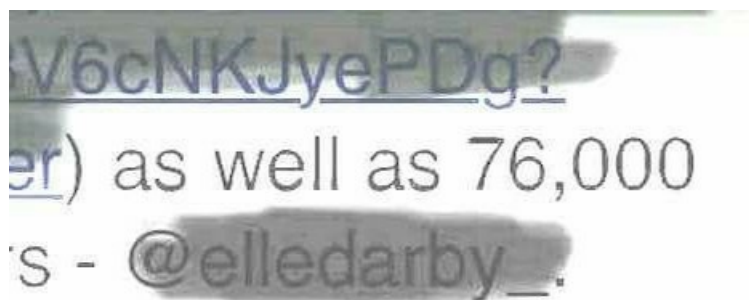 V6cNKJyePDg?
er) as well as 76,000
s - @elledarby_.